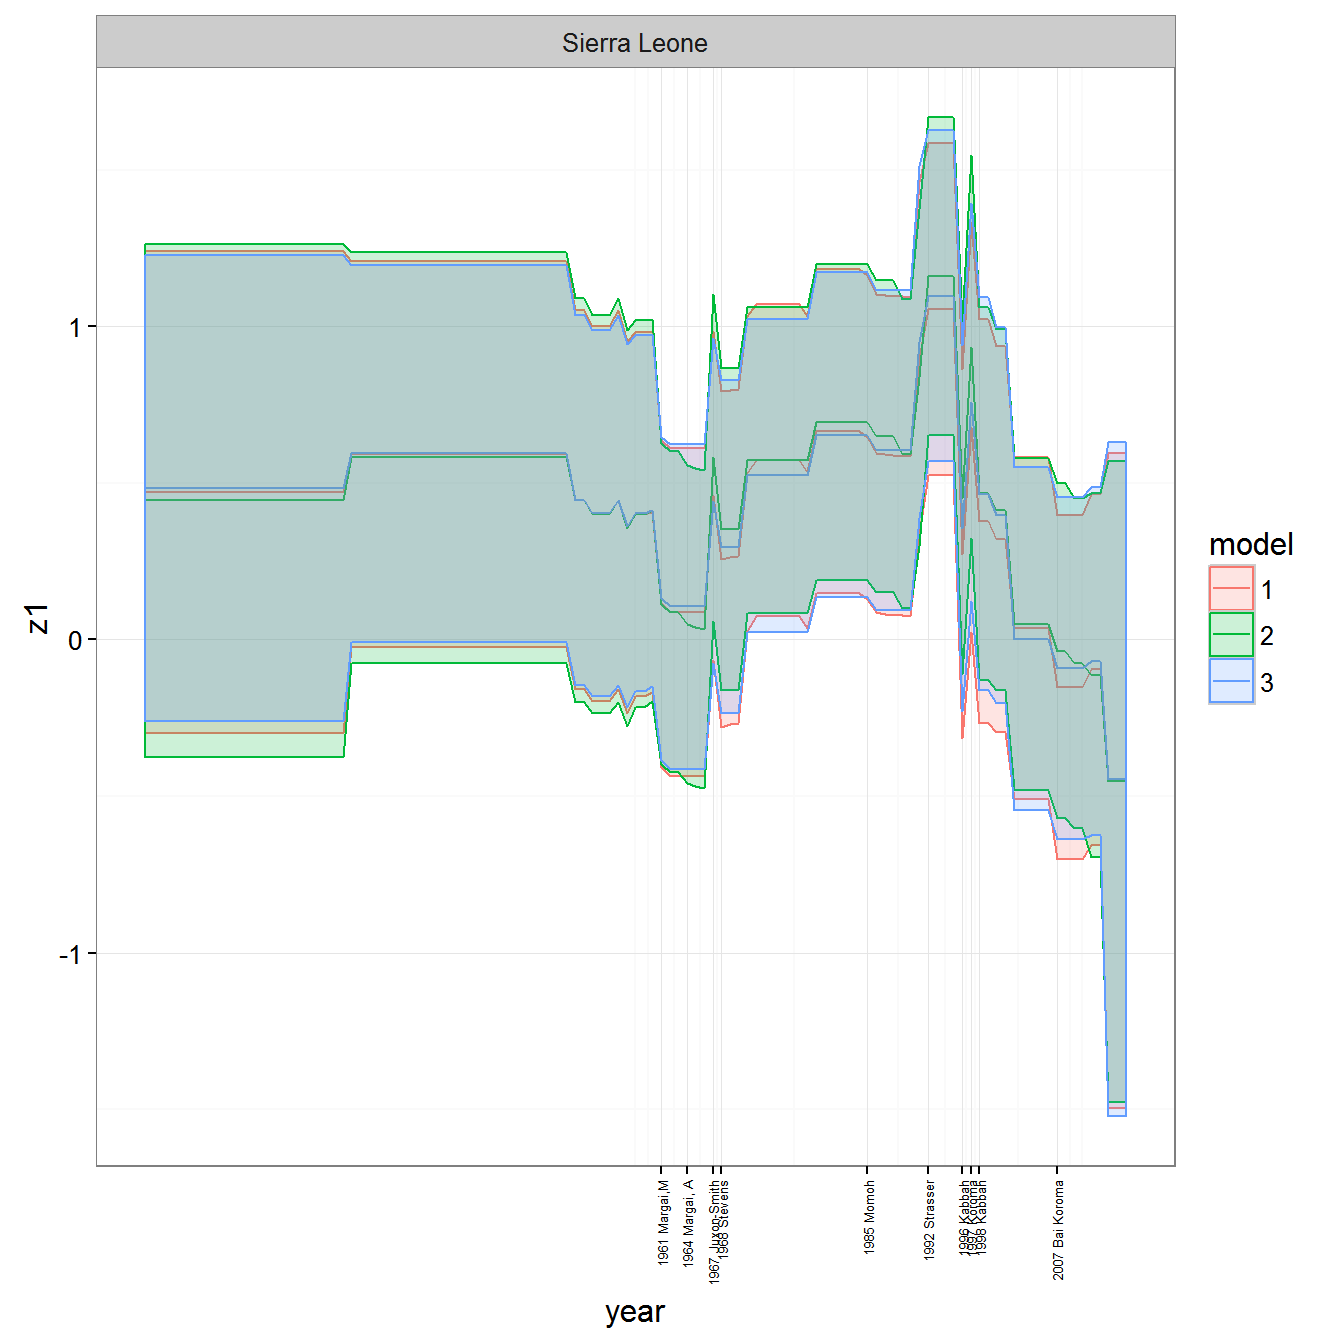 Sierra Leone
z1
1
0
-1
1961 Margai,M
1964 Margai, A
1967 Juxon-Smith
1968 Stevens
1985 Momoh
1992 Strasser
1996 Kabbah
1997 Koroma
1998 Kabbah
2007 Bai Koroma
year
model
1
2
3